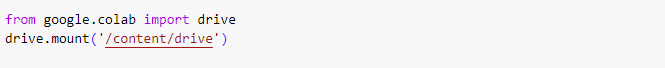 from google.colab import drive
drive.mount('/content/drive')